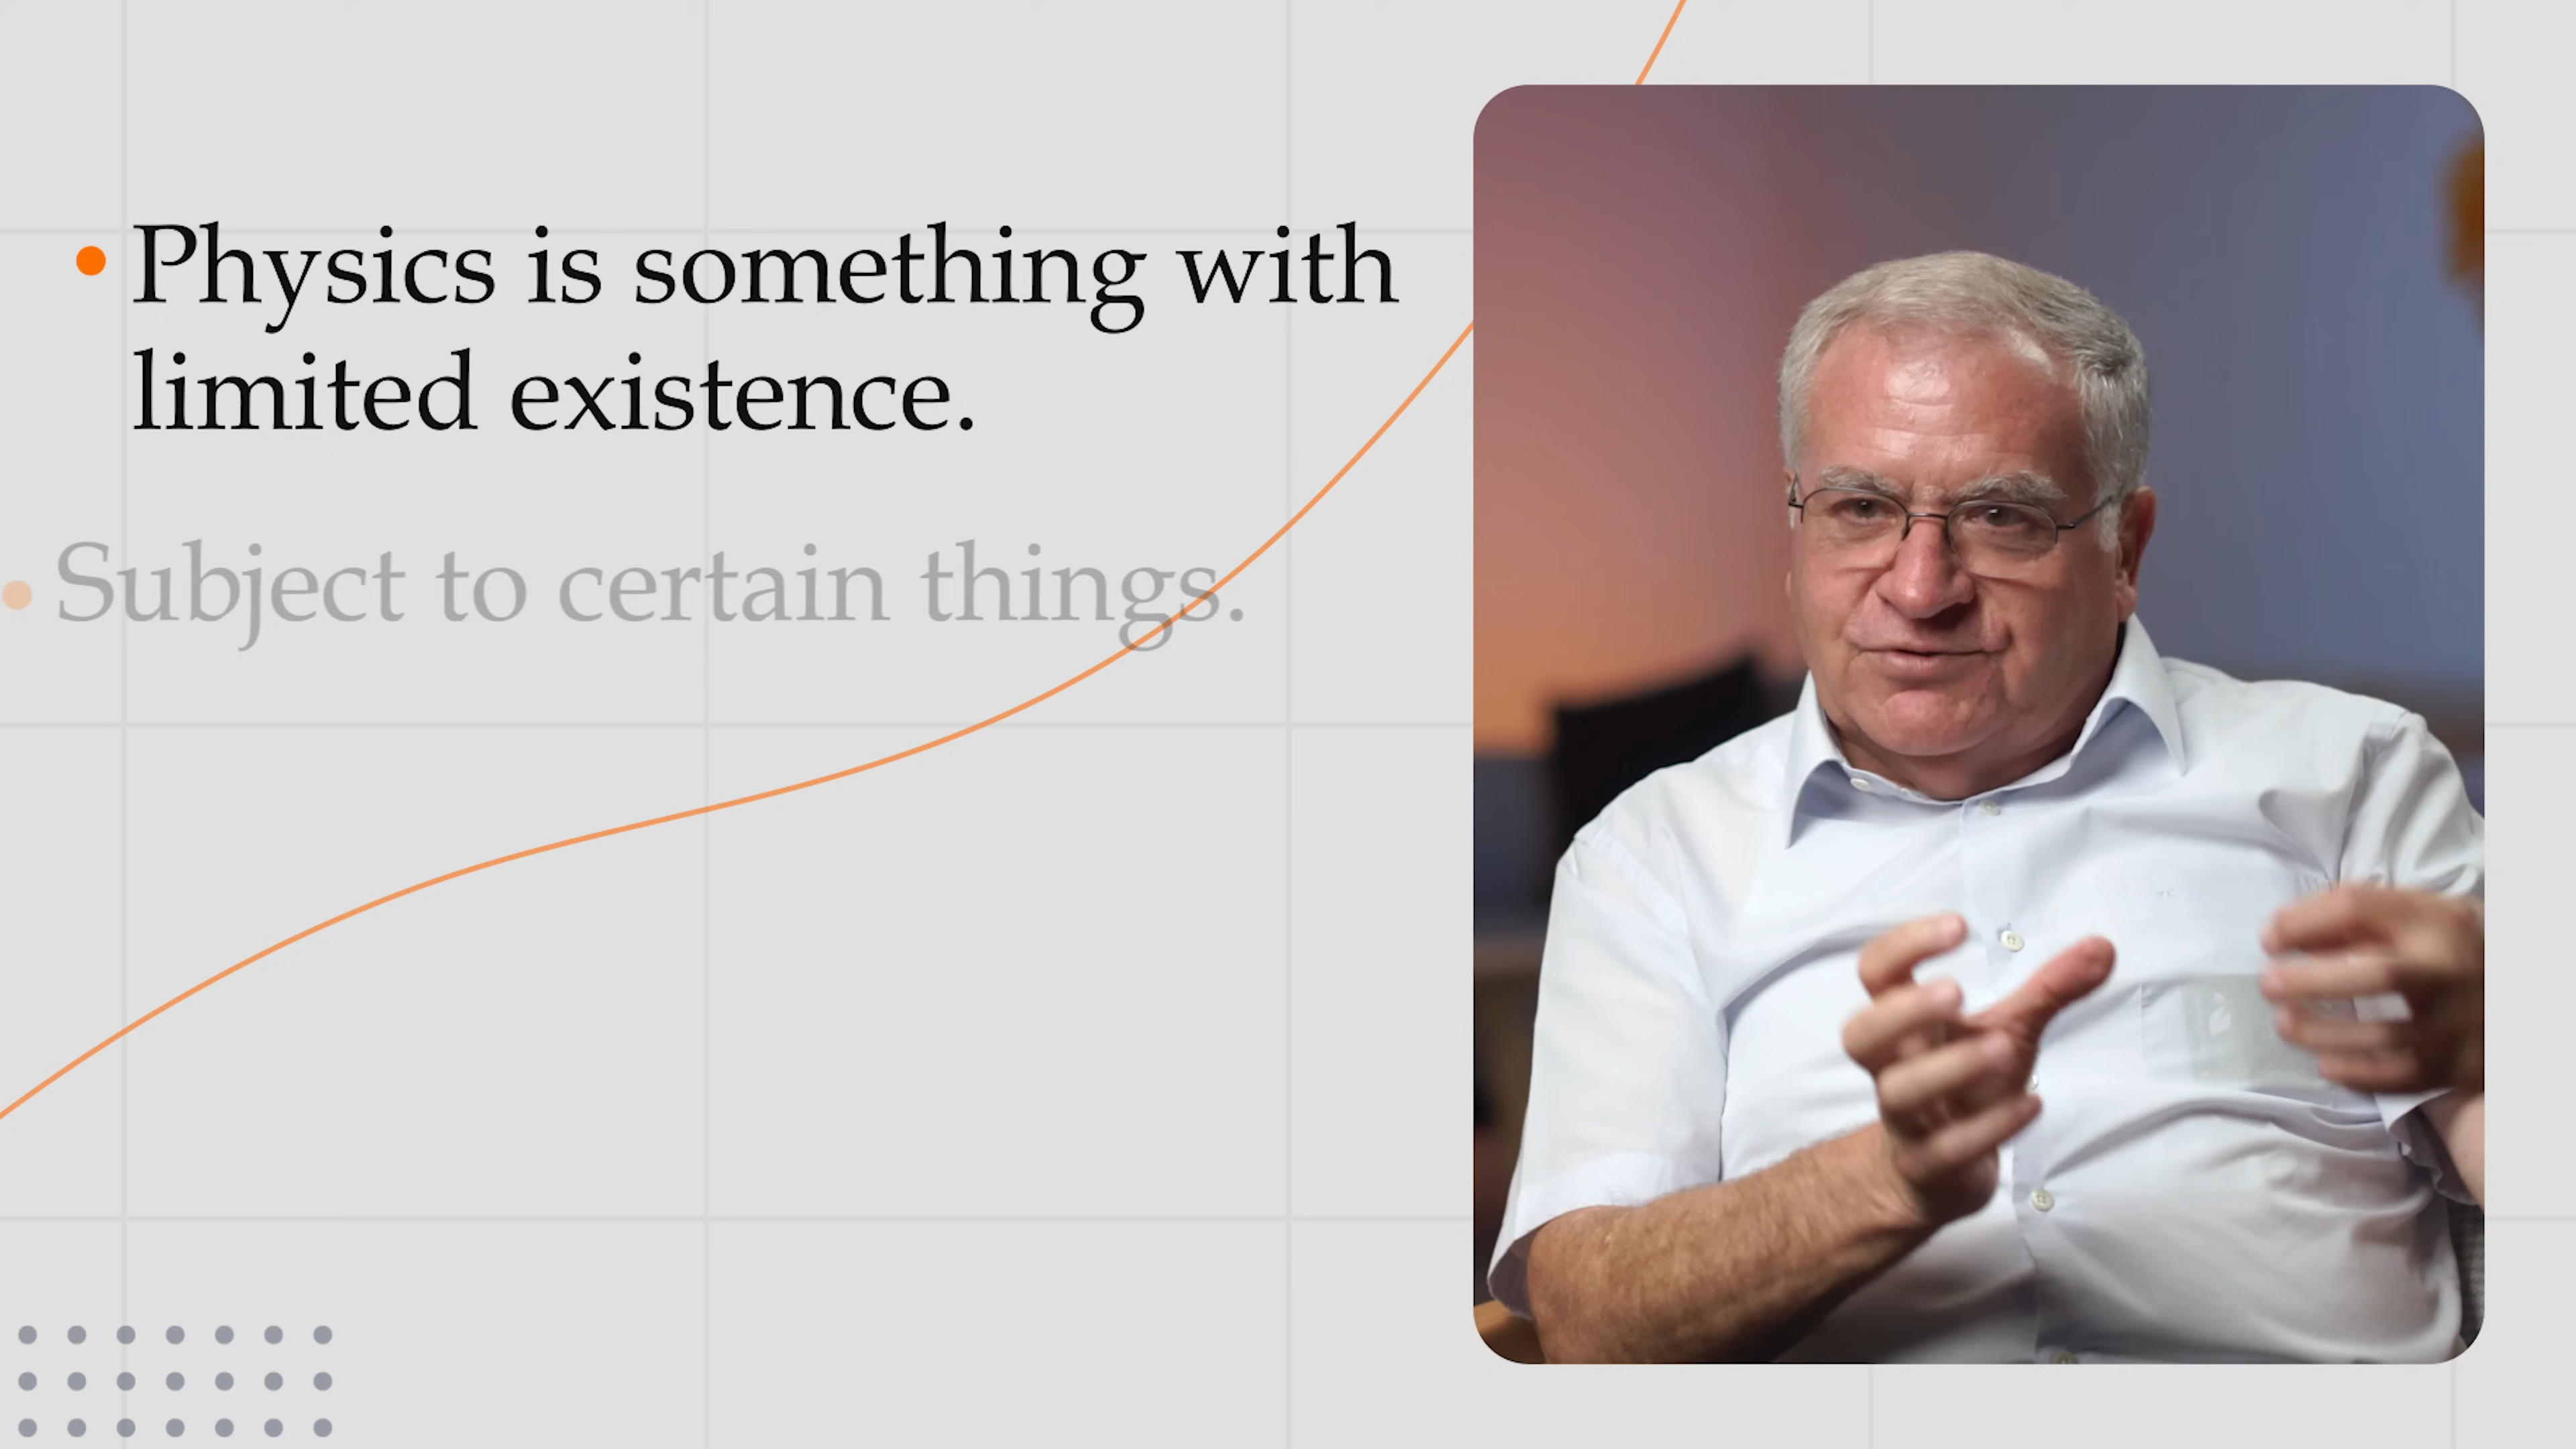 Physics is something with
limited existence.
Subject to certain things.